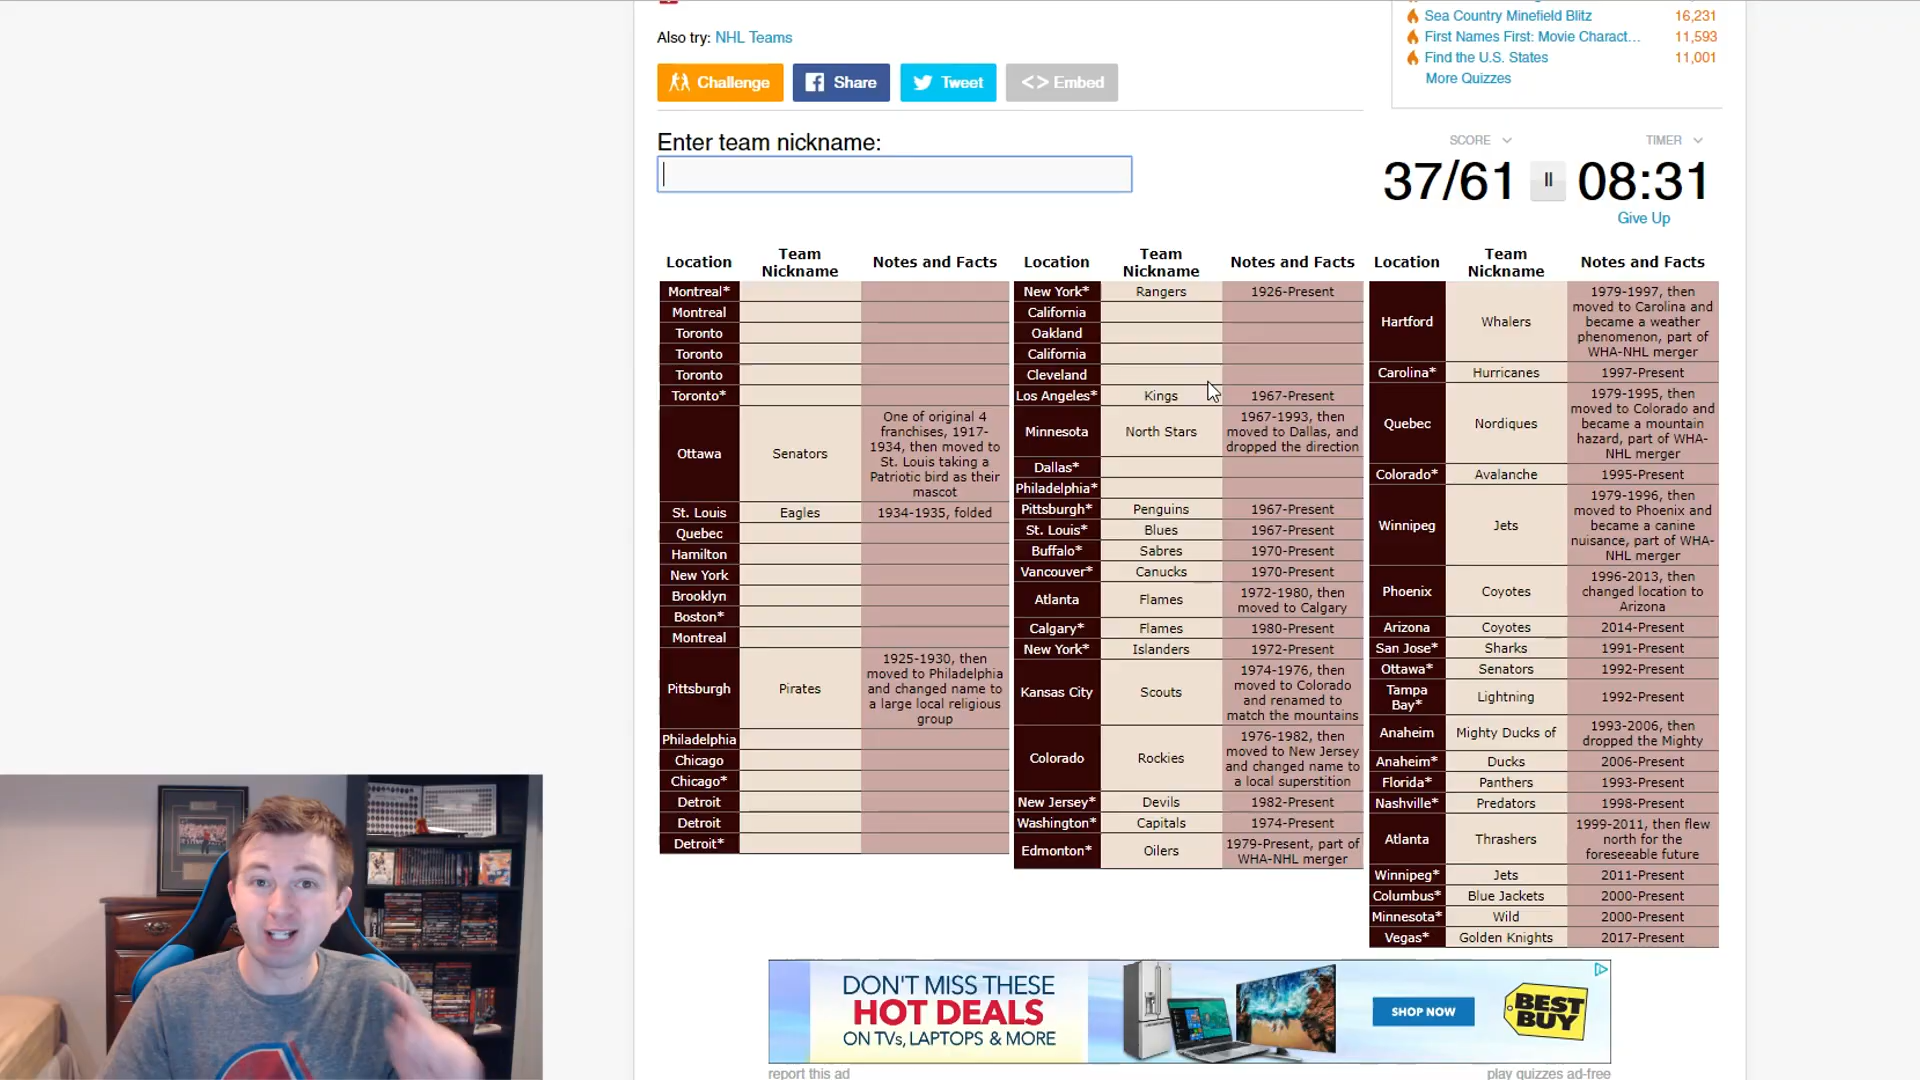 Sea Country Minefield Blitz 16,231
First Names First: Movie Charact... 11,593
Find the U.S. States 11,001
More Quizzes
Also try: NHL Teams
Challenge
Share
Tweet
<> Embed
Enter team nickname:
SCORE
TIMER
37/61
08:31
Give Up
Location Team Nickname Notes and Facts
Montreal*
Montreal
Toronto
Toronto
Toronto
Toronto*
Ottawa Senators One of original 4
franchises, 1917-
1934, then moved to
St. Louis taking a
Patriotic bird as their
mascot
St. Louis Eagles 1934-1935, folded
Quebec
Hamilton
New York
Brooklyn
Boston*
Montreal
Pittsburgh Pirates 1925-1930, then
moved to Philadelphia
and changed name to
a large local religious
group
Philadelphia
Chicago
Chicago*
Detroit
Detroit
Detroit*
Location Team Nickname Notes and Facts
New York* Rangers 1926-Present
California
Oakland
California
Cleveland
Los Angeles* Kings 1967-Present
Minnesota North Stars 1967-1993, then
moved to Dallas, and
dropped the direction
Dallas*
Philadelphia*
Pittsburgh* Penguins 1967-Present
St. Louis* Blues 1967-Present
Buffalo* Sabres 1970-Present
Vancouver* Canucks 1970-Present
Atlanta Flames 1972-1980, then
moved to Calgary
Calgary* Flames 1980-Present
New York* Islanders 1972-Present
Kansas City Scouts 1974-1976, then
moved to Colorado
and renamed to
match the mountains
Colorado Rockies 1976-1982, then
moved to New Jersey
and changed name to
a local superstition
New Jersey* Devils 1982-Present
Washington* Capitals 1974-Present
Edmonton* Oilers 1979-Present, part of
WHA-NHL merger
Location Team Nickname Notes and Facts
Hartford Whalers 1979-1997, then
moved to Carolina and
became a weather
phenomenon, part of
WHA-NHL merger
Carolina* Hurricanes 1997-Present
Quebec Nordiques 1979-1995, then
moved to Colorado and
became a mountain
hazard, part of WHA-
NHL merger
Colorado* Avalanche 1995-Present
Winnipeg Jets 1979-1996, then
moved to Phoenix and
became a canine
nuisance, part of WHA-
NHL merger
Phoenix Coyotes 1996-2013, then
changed location to
Arizona
Arizona Coyotes 2014-Present
San Jose* Sharks 1991-Present
Ottawa* Senators 1992-Present
Tampa Bay* Lightning 1992-Present
Anaheim Mighty Ducks of 1993-2006, then
dropped the Mighty
Anaheim* Ducks 2006-Present
Florida* Panthers 1993-Present
Nashville* Predators 1998-Present
Atlanta Thrashers 1999-2011, then flew
north for the
foreseeable future
Winnipeg* Jets 2011-Present
Columbus* Blue Jackets 2000-Present
Minnesota* Wild 2000-Present
Vegas* Golden Knights 2017-Present
DON'T MISS THESE
HOT DEALS
ON TVs, LAPTOPS & MORE
SHOP NOW
BEST BUY
report this ad
play quizzes ad-free